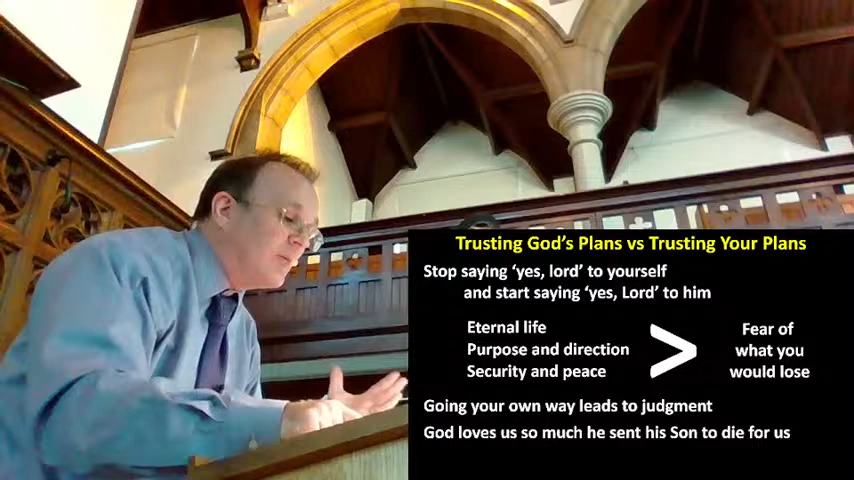 Trusting God's Plans vs Trusting Your Plans
Stop saying 'yes, lord' to yourself
and start saying 'yes, Lord' to him
Eternal life
Purpose and direction
Security and peace
>
Fear of
what you
would lose
Going your own way leads to judgment
God loves us so much he sent his Son to die for us